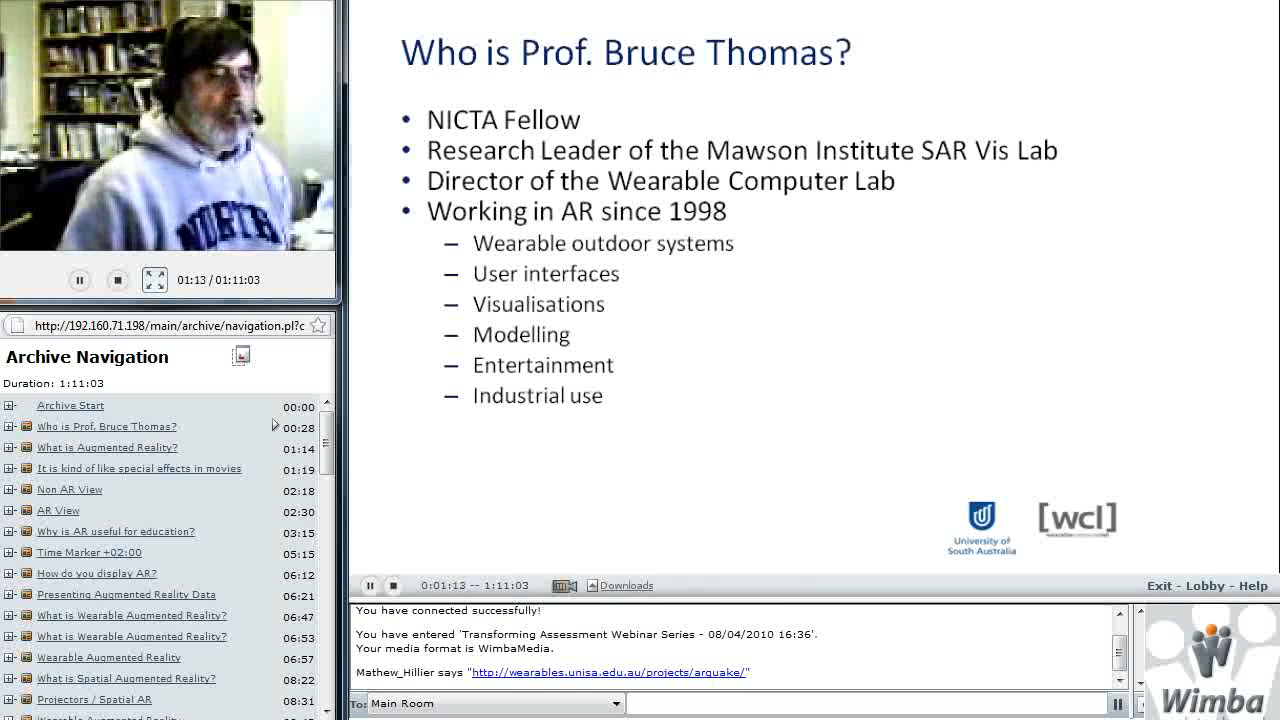 NORTH
01:13 / 01:11:03
http://192.160.71.198/main/archive/navigation.pl?c
Archive Navigation
Duration: 1:11:03
Archive Start 00:00
Who is Prof. Bruce Thomas? 00:28
What is Augmented Reality? 01:14
It is kind of like special effects in movies 01:19
Non AR View 02:18
AR View 02:30
Why is AR useful for education? 03:15
Time Marker +02:00 05:15
How do you display AR? 06:12
Presenting Augmented Reality Data 06:21
What is Wearable Augmented Reality? 06:47
What is Wearable Augmented Reality? 06:53
Wearable Augmented Reality 06:57
What is Spatial Augmented Reality? 08:22
Projectors / Spatial AR 08:31
Wearable Augmented Reality
Who is Prof. Bruce Thomas?
• NICTA Fellow
• Research Leader of the Mawson Institute SAR Vis Lab
• Director of the Wearable Computer Lab
• Working in AR since 1998
– Wearable outdoor systems
– User interfaces
– Visualisations
– Modelling
– Entertainment
– Industrial use
University of
South Australia
[wcl]
0:01:13 -- 1:11:03
Downloads
Exit - Lobby - Help
You have connected successfully!
You have entered 'Transforming Assessment Webinar Series - 08/04/2010 16:36'.
Your media format is WimbaMedia.
Mathew_Hillier says "http://wearables.unisa.edu.au/projects/arquake/"
To: Main Room
Wimba